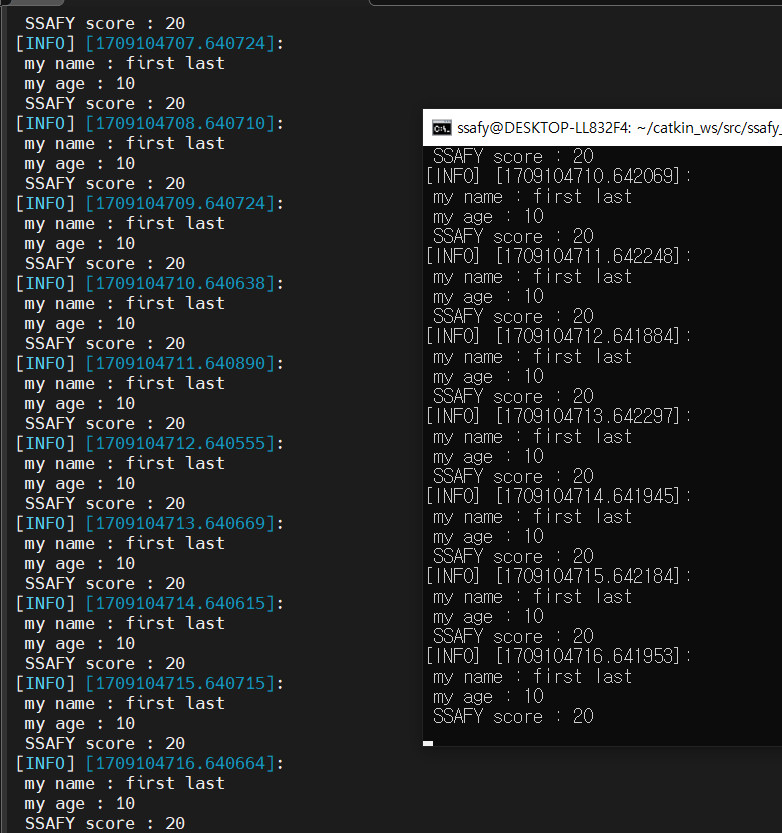 SSAFY score : 20
[INFO] [1709104707.640724]:
my name : first last
my age : 10
SSAFY score : 20
[INFO] [1709104708.640710]:
my name : first last
my age : 10
SSAFY score : 20
[INFO] [1709104709.640724]:
my name : first last
my age : 10
SSAFY score : 20
[INFO] [1709104710.640638]:
my name : first last
my age : 10
SSAFY score : 20
[INFO] [1709104711.640890]:
my name : first last
my age : 10
SSAFY score : 20
[INFO] [1709104712.640555]:
my name : first last
my age : 10
SSAFY score : 20
[INFO] [1709104713.640669]:
my name : first last
my age : 10
SSAFY score : 20
[INFO] [1709104714.640615]:
my name : first last
my age : 10
SSAFY score : 20
[INFO] [1709104715.640715]:
my name : first last
my age : 10
SSAFY score : 20
[INFO] [1709104716.640664]:
my name : first last
my age : 10
SSAFY score : 20
ssafy@DESKTOP-LL832F4: ~/catkin_ws/src/ssafy_
SSAFY score : 20
[INFO] [1709104710.642069]:
my name : first last
my age : 10
SSAFY score : 20
[INFO] [1709104711.642248]:
my name : first last
my age : 10
SSAFY score : 20
[INFO] [1709104712.641884]:
my name : first last
my age : 10
SSAFY score : 20
[INFO] [1709104713.642297]:
my name : first last
my age : 10
SSAFY score : 20
[INFO] [1709104714.641945]:
my name : first last
my age : 10
SSAFY score : 20
[INFO] [1709104715.642184]:
my name : first last
my age : 10
SSAFY score : 20
[INFO] [1709104716.641953]:
my name : first last
my age : 10
SSAFY score : 20